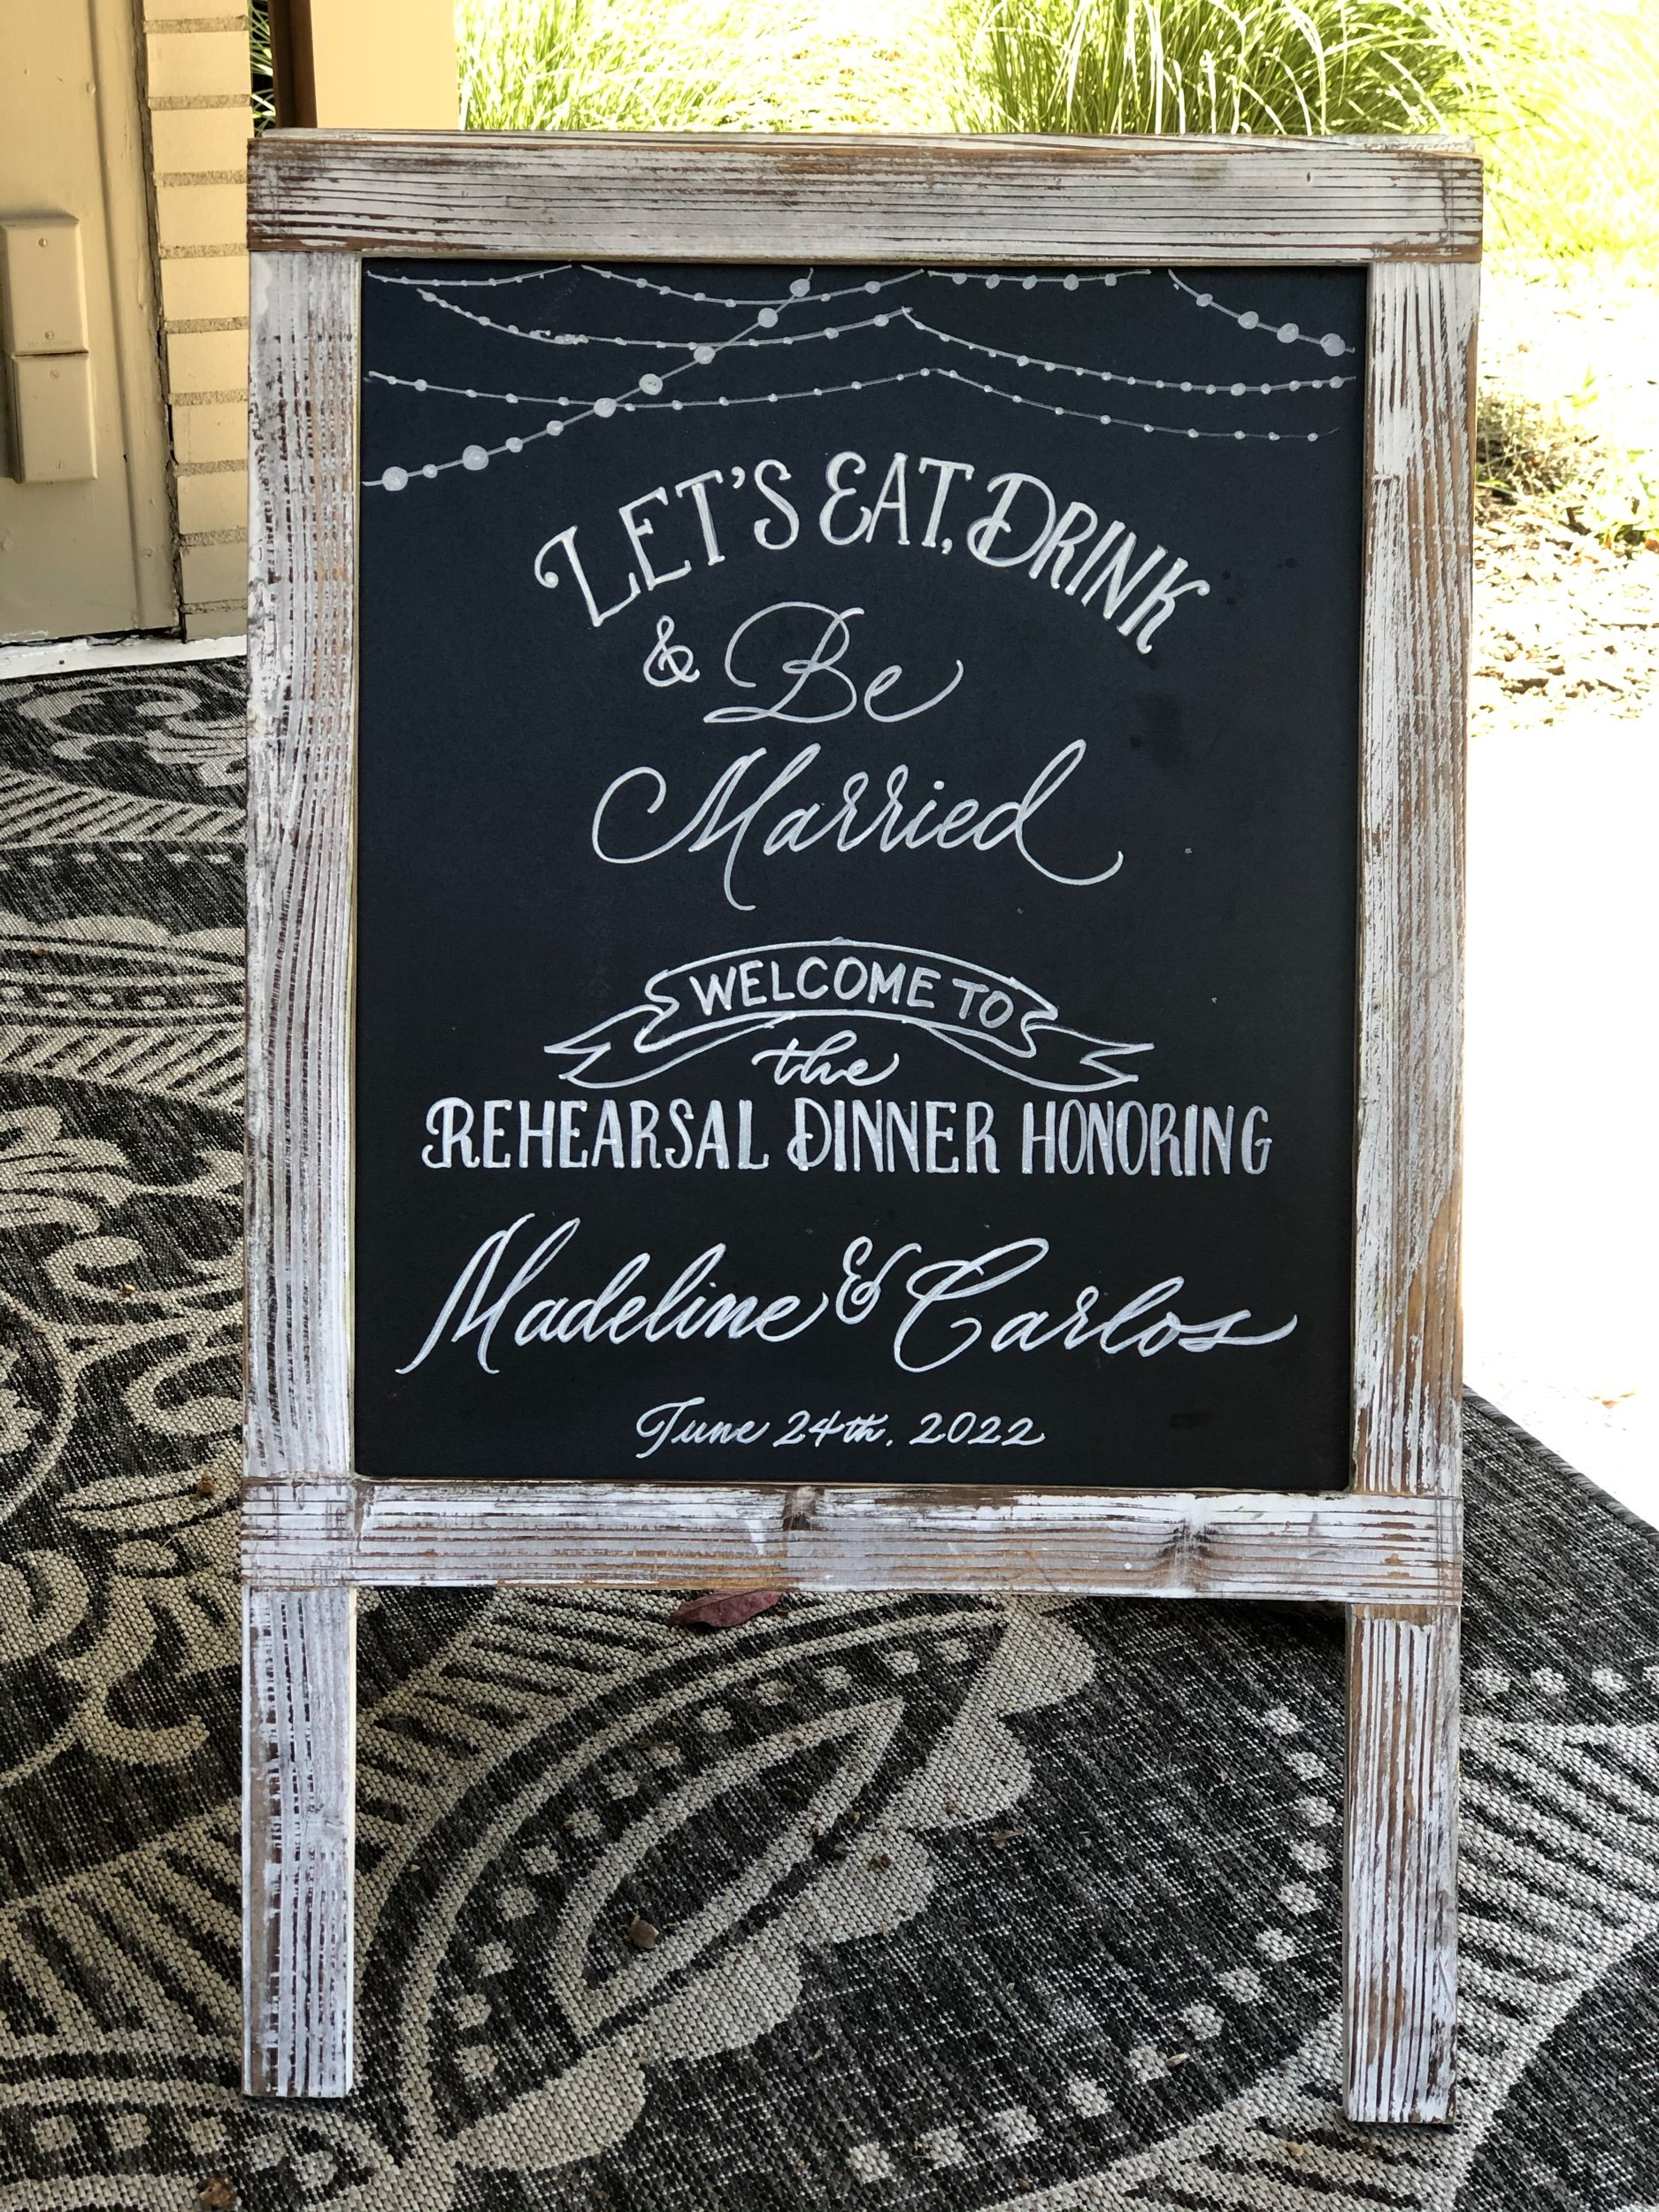 LET'S EAT, DRINK
& Be
Married
WELCOME TO
the
REHEARSAL DINNER HONORING
Madeline & Carlos
June 24th, 2022